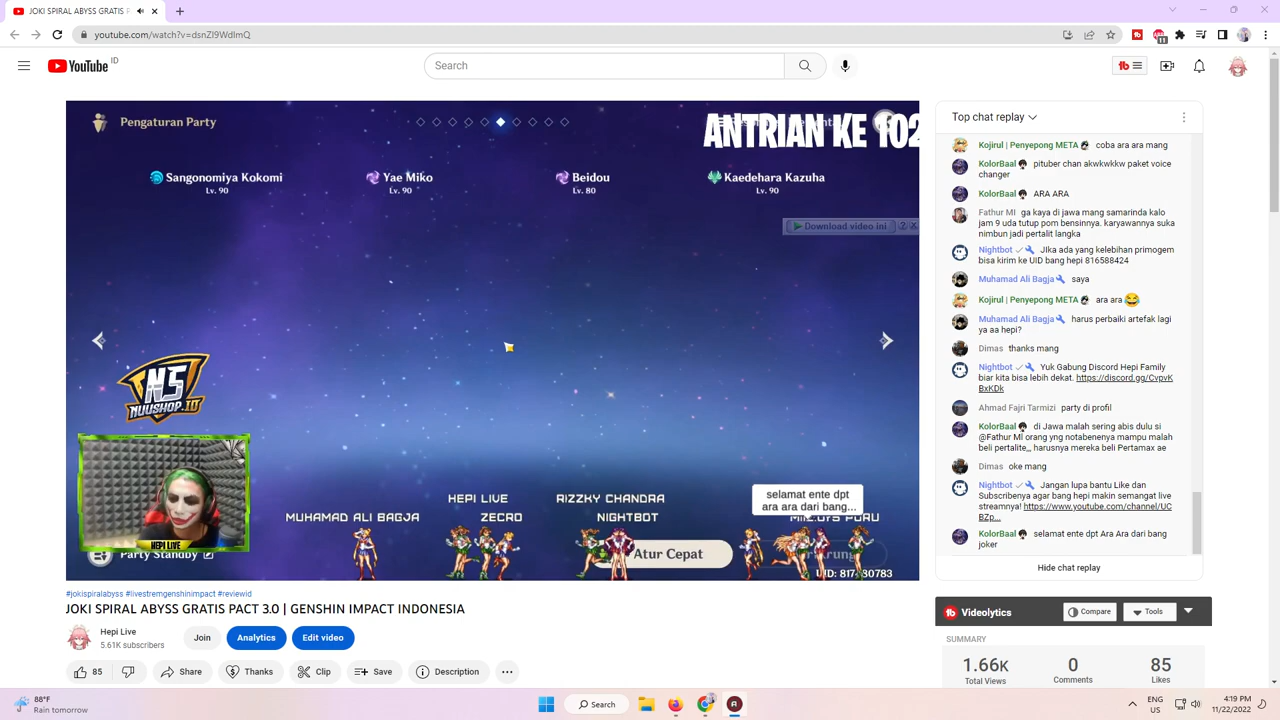 JOKI SPIRAL ABYSS GRATIS P
youtube.com/watch?v=dsnZI9WdImQ
11
YouTube ID
Search
Pengaturan Party
ANTRIAN KE 102
Sangonomiya Kokomi
Lv. 90
Yae Miko
Lv. 90
Beidou
Lv. 80
Kaedehara Kazuha
Lv. 90
Download video ini
?
X
NS
NUUSHOP.ID
HEPI LIVE
Party Standby
MUHAMAD ALI BAGJA
HEPI LIVE
ZECRO
RIZZKY CHANDRA
NIGHTBOT
selamat ente dpt
ara ara dari bang...
Atur Cepat
Top chat replay
Kojirul | Penyepong META coba ara ara mang
KolorBaal pituber chan akwkkwkw paket voice
changer
KolorBaal ARA ARA
Fathur MI ga kaya di jawa mang samarinda kalo
jam 9 uda tutup pom bensinnya. karyawannya suka
nimbun jadi pertalit langka
Nightbot JIka ada yang kelebihan primogem
bisa kirim ke UID bang hepi 816588424
Muhamad Ali Bagja saya
Kojirul | Penyepong META ara ara 😂
Muhamad Ali Bagja harus perbaiki artefak lagi
ya aa hepi?
Dimas thanks mang
Nightbot Yuk Gabung Discord Hepi Family
biar kita bisa lebih dekat. https://discord.gg/CvpvK
BxKDk
Ahmad Fajri Tarmizi party di profil
KolorBaal di Jawa malah sering abis dulu si
@Fathur MI orang yng notabenenya mampu malah
beli pertalite,,, harusnya mereka beli Pertamax ae
Dimas oke mang
Nightbot Jangan lupa bantu Like dan
Subscribenya agar bang hepi makin semangat live
streamnya! https://www.youtube.com/channel/UC
BZp...
KolorBaal selamat ente dpt Ara Ara dari bang
joker
Hide chat replay
#jokispiralabyss #livestremgenshinimpact #reviewid
JOKI SPIRAL ABYSS GRATIS PACT 3.0 | GENSHIN IMPACT INDONESIA
Hepi Live
5.61K subscribers
Join
Analytics
Edit video
85
Share
Thanks
Clip
Save
Description
Videolytics
Compare
Tools
SUMMARY
1.66K
Total Views
0
Comments
85
Likes
88°F
Rain tomorrow
Search
ENG
US
4:19 PM
11/22/2022